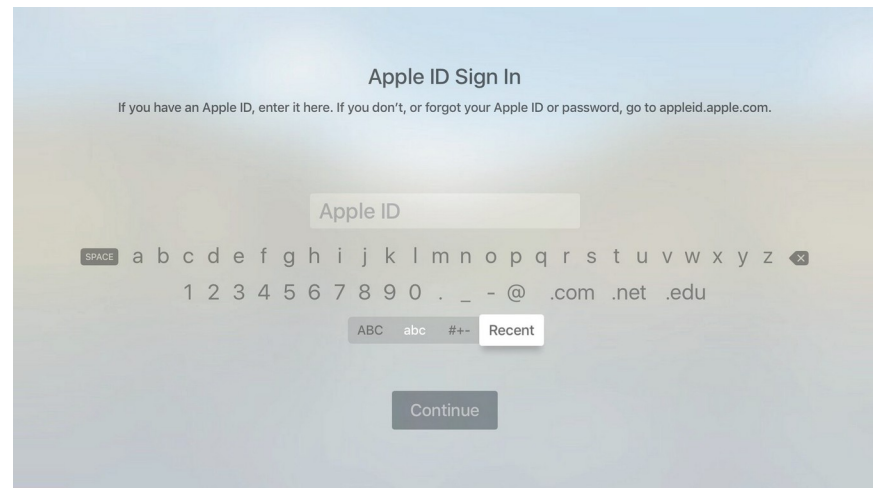 Apple ID Sign In
If you have an Apple ID, enter it here. If you don’t, or forgot your Apple ID or password, go to appleid.apple.com.
Apple ID
SPACE a b c d e f g h i j k l m n o p q r s t u v w x y z
1 2 3 4 5 6 7 8 9 0 . _ - @ .com .net .edu
ABC abc #+- Recent
Continue